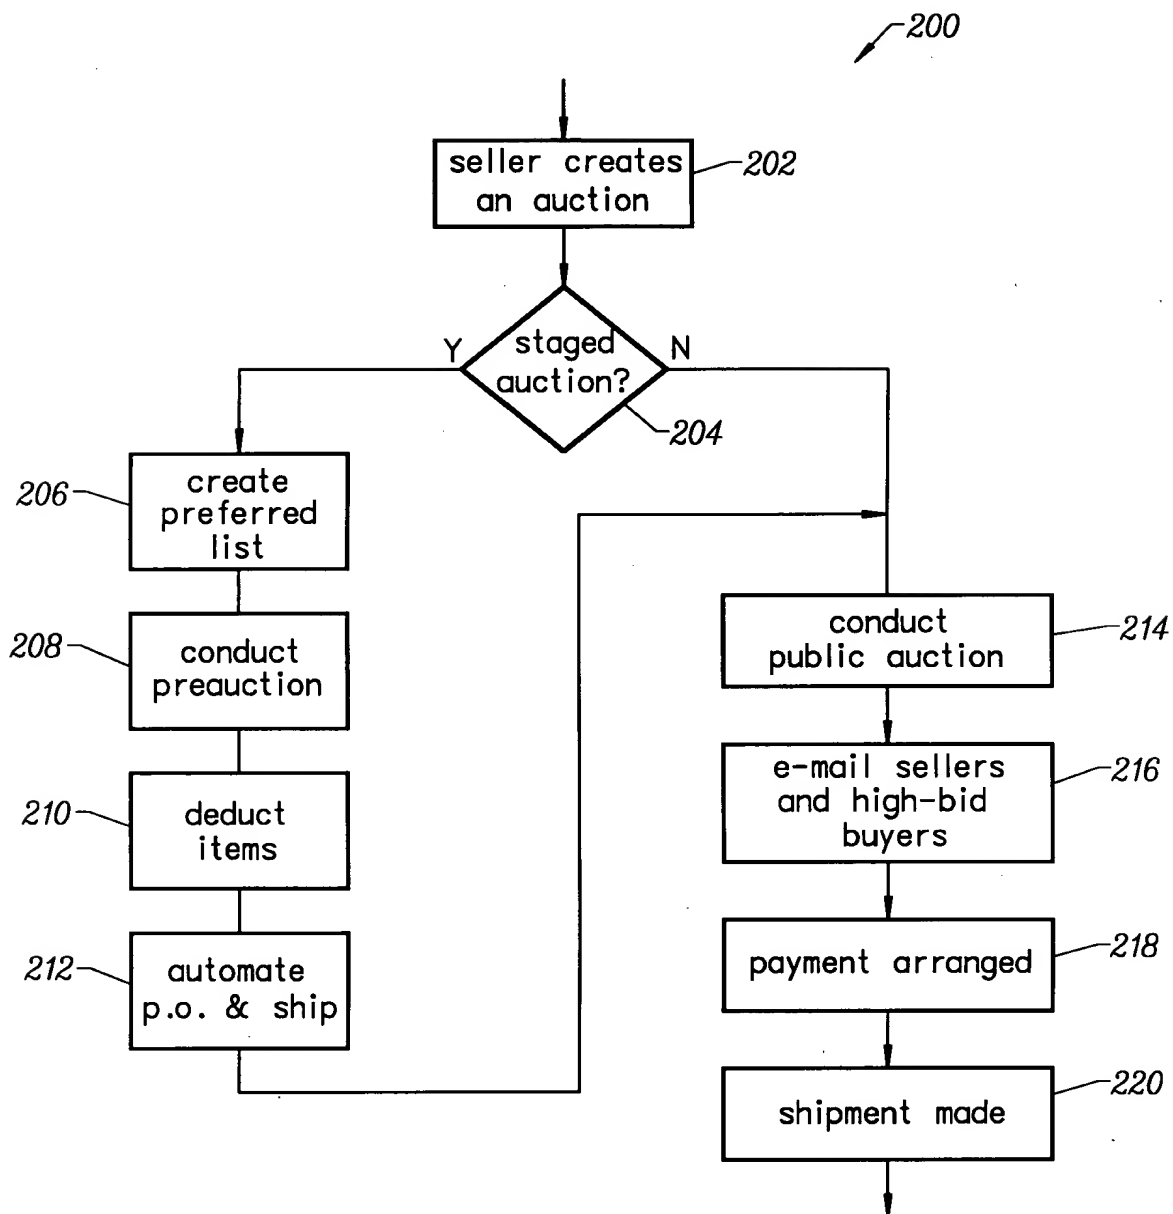 200
seller creates
an auction
202
staged
auction?
Y
N
204
create
preferred
list
206
conduct
preauction
208
deduct
items
210
automate
p.o. & ship
212
conduct
public auction
214
e-mail sellers
and high-bid
buyers
216
payment arranged
218
shipment made
220